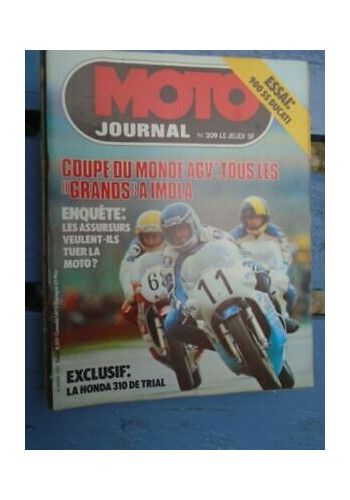 MOTO
JOURNAL
N 309 LE JEUDI 5F
ESSAI:
900 SS DUCATI
COUPE DU MONDE AGV: TOUS LES
"GRANDS" A IMOLA
ENQUÊTE:
LES ASSUREURS
VEULENT-ILS
TUER LA
MOTO?
6
11
EXCLUSIF:
LA HONDA 310 DE TRIAL